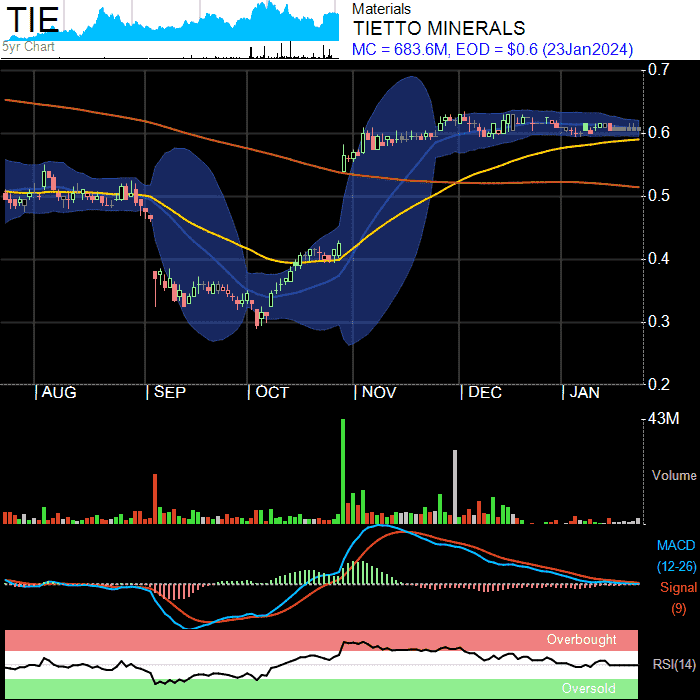 TIE
5yr Chart
Materials
TIETTO MINERALS
MC = 683.6M, EOD = $0.6 (23Jan2024)
0.7
0.6
0.5
0.4
0.3
0.2
| AUG | SEP | OCT | NOV | DEC | JAN
43M
Volume
MACD
(12-26)
Signal
(9)
Overbought
RSI(14)
Oversold